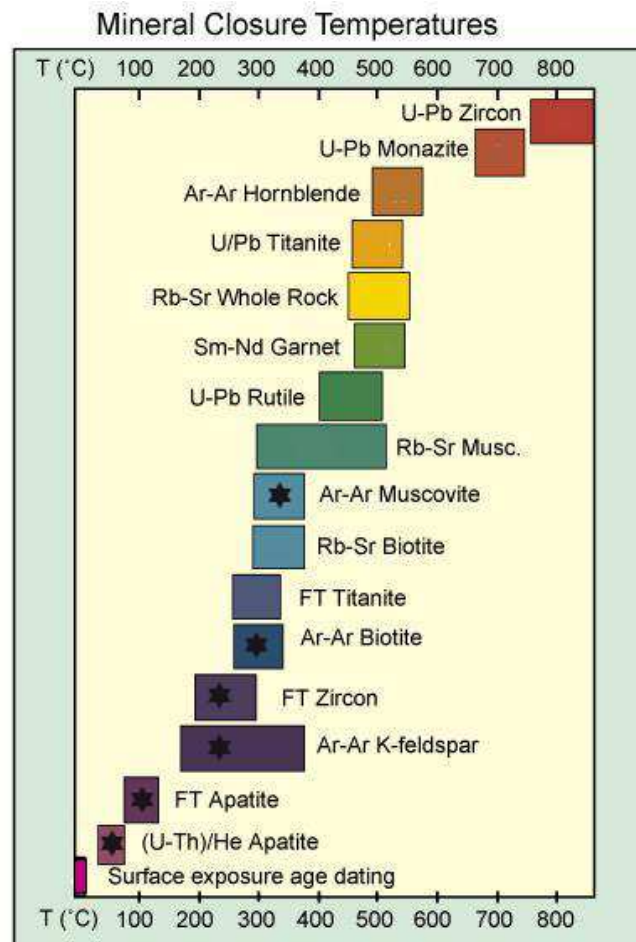 Mineral Closure Temperatures
T (°C) 100 200 300 400 500 600 700 800
U-Pb Zircon
U-Pb Monazite
Ar-Ar Hornblende
U/Pb Titanite
Rb-Sr Whole Rock
Sm-Nd Garnet
U-Pb Rutile
Rb-Sr Musc.
Ar-Ar Muscovite
Rb-Sr Biotite
FT Titanite
Ar-Ar Biotite
FT Zircon
Ar-Ar K-feldspar
FT Apatite
(U-Th)/He Apatite
Surface exposure age dating
T (°C) 100 200 300 400 500 600 700 800